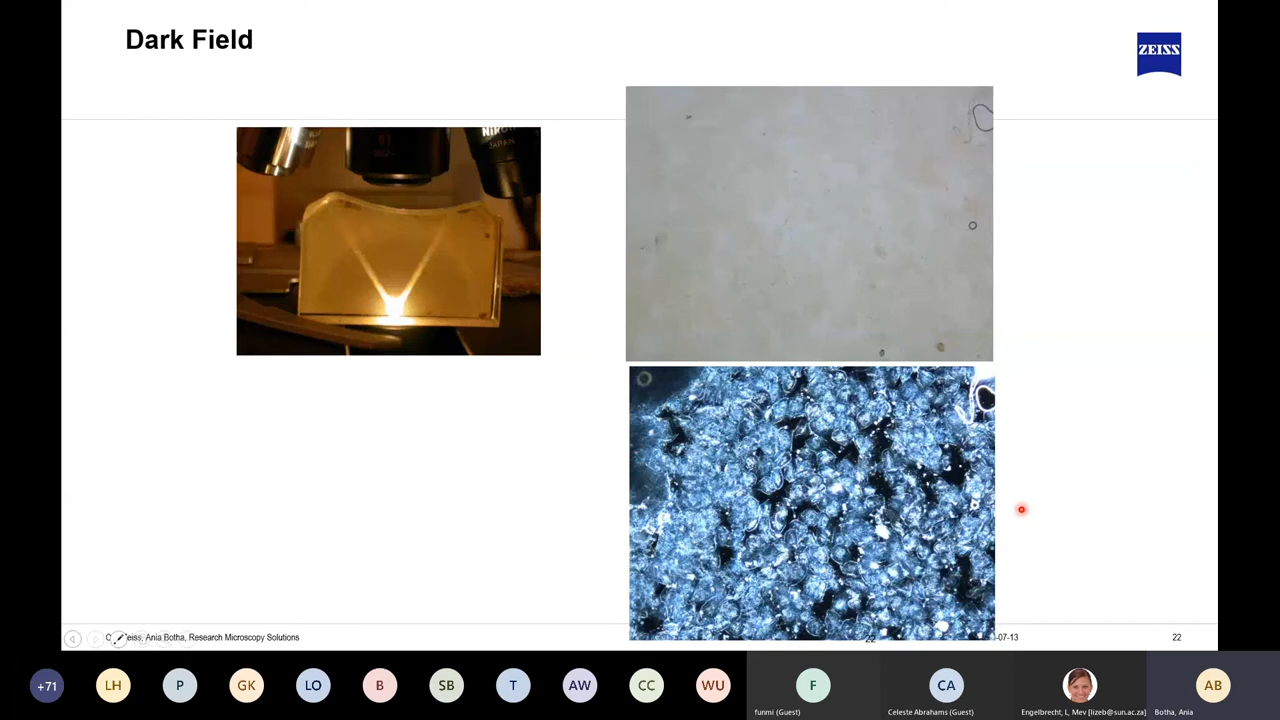 Dark Field
ZEISS
Nikon
JAPAN
Zeiss, Ania Botha, Research Microscopy Solutions
22
-07-13
22
+71
LH
P
GK
LO
B
SB
T
AW
CC
WU
F
CA
AB
funmi (Guest)
Celeste Abrahams (Guest)
Engelbrecht, L, Mev [lizeb@sun.ac.za]
Botha, Ania